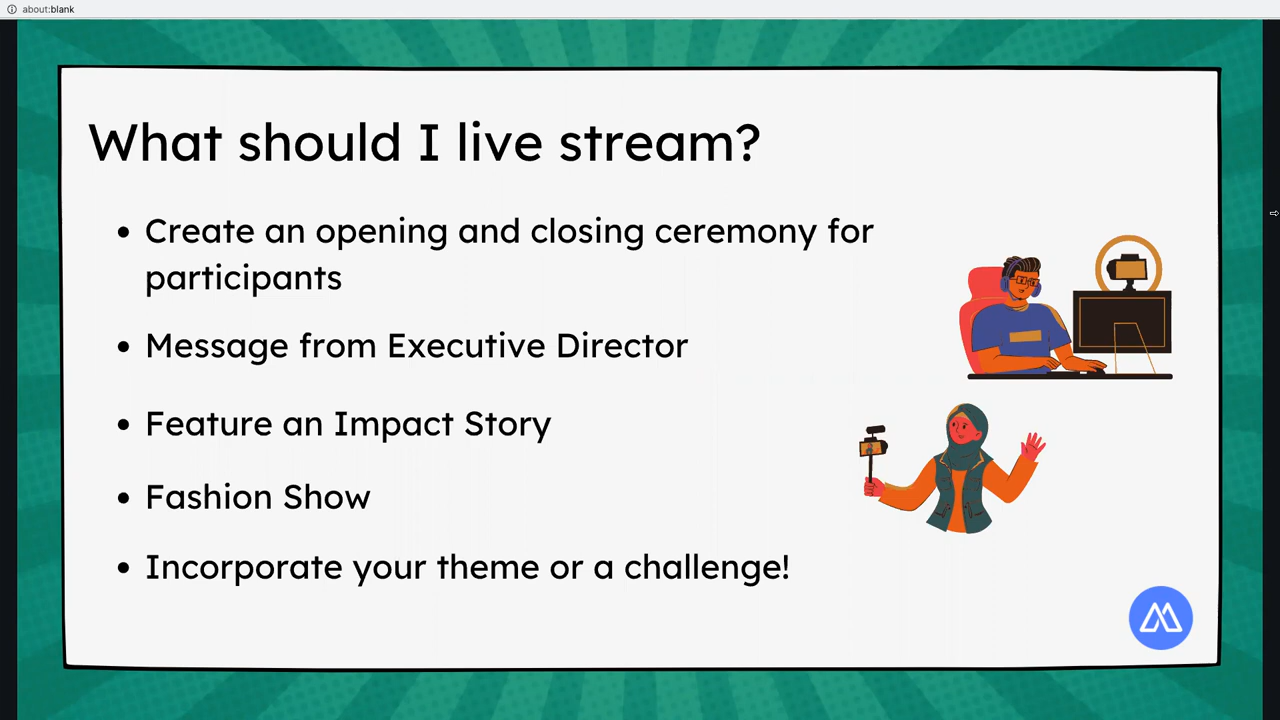 about:blank
What should I live stream?
• Create an opening and closing ceremony for
participants
• Message from Executive Director
• Feature an Impact Story
• Fashion Show
• Incorporate your theme or a challenge!